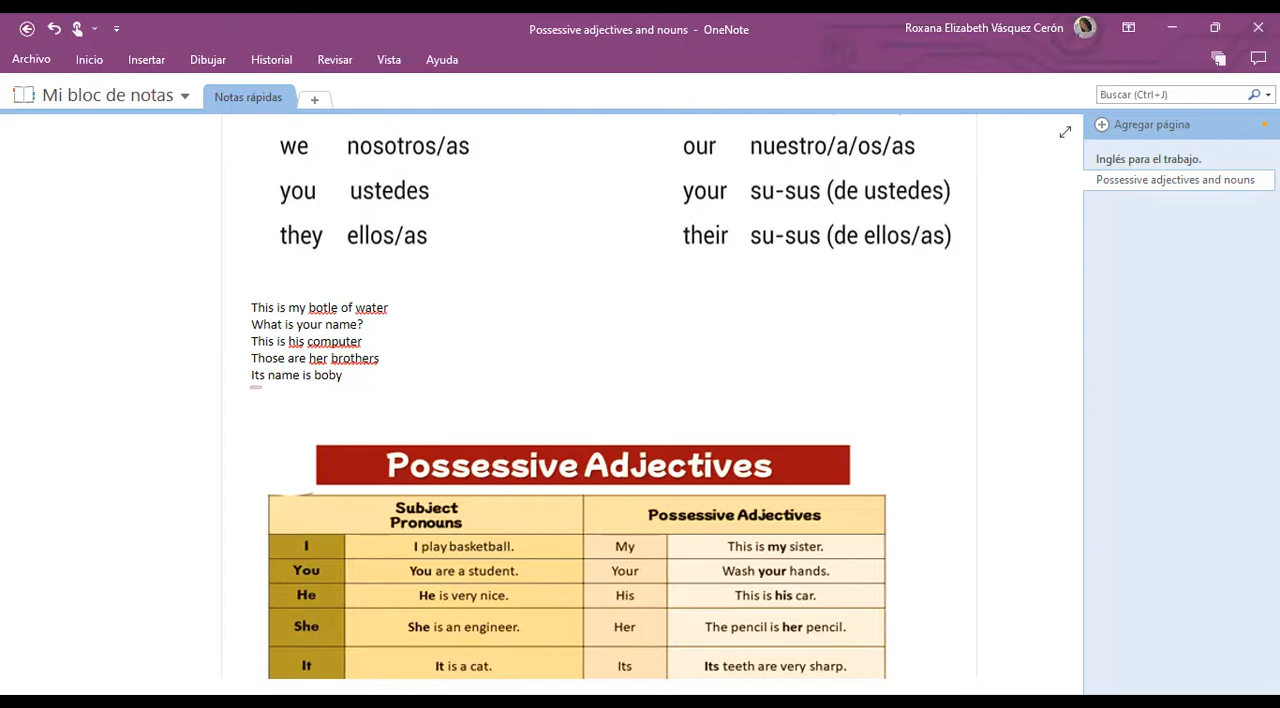 Possessive adjectives and nouns - OneNote
Roxana Elizabeth Vásquez Cerón
Archivo Inicio Insertar Dibujar Historial Revisar Vista Ayuda
Mi bloc de notas Notas rápidas
Buscar (Ctrl+J)
Agregar página
Inglés para el trabajo.
Possessive adjectives and nouns
we nosotros/as our nuestro/a/os/as
you ustedes your su-sus (de ustedes)
they ellos/as their su-sus (de ellos/as)
This is my botle of water
What is your name?
This is his computer
Those are her brothers
Its name is boby
Possessive Adjectives
Subject
Pronouns
Possessive Adjectives
I I play basketball. My This is my sister.
You You are a student. Your Wash your hands.
He He is very nice. His This is his car.
She She is an engineer. Her The pencil is her pencil.
It It is a cat. Its Its teeth are very sharp.